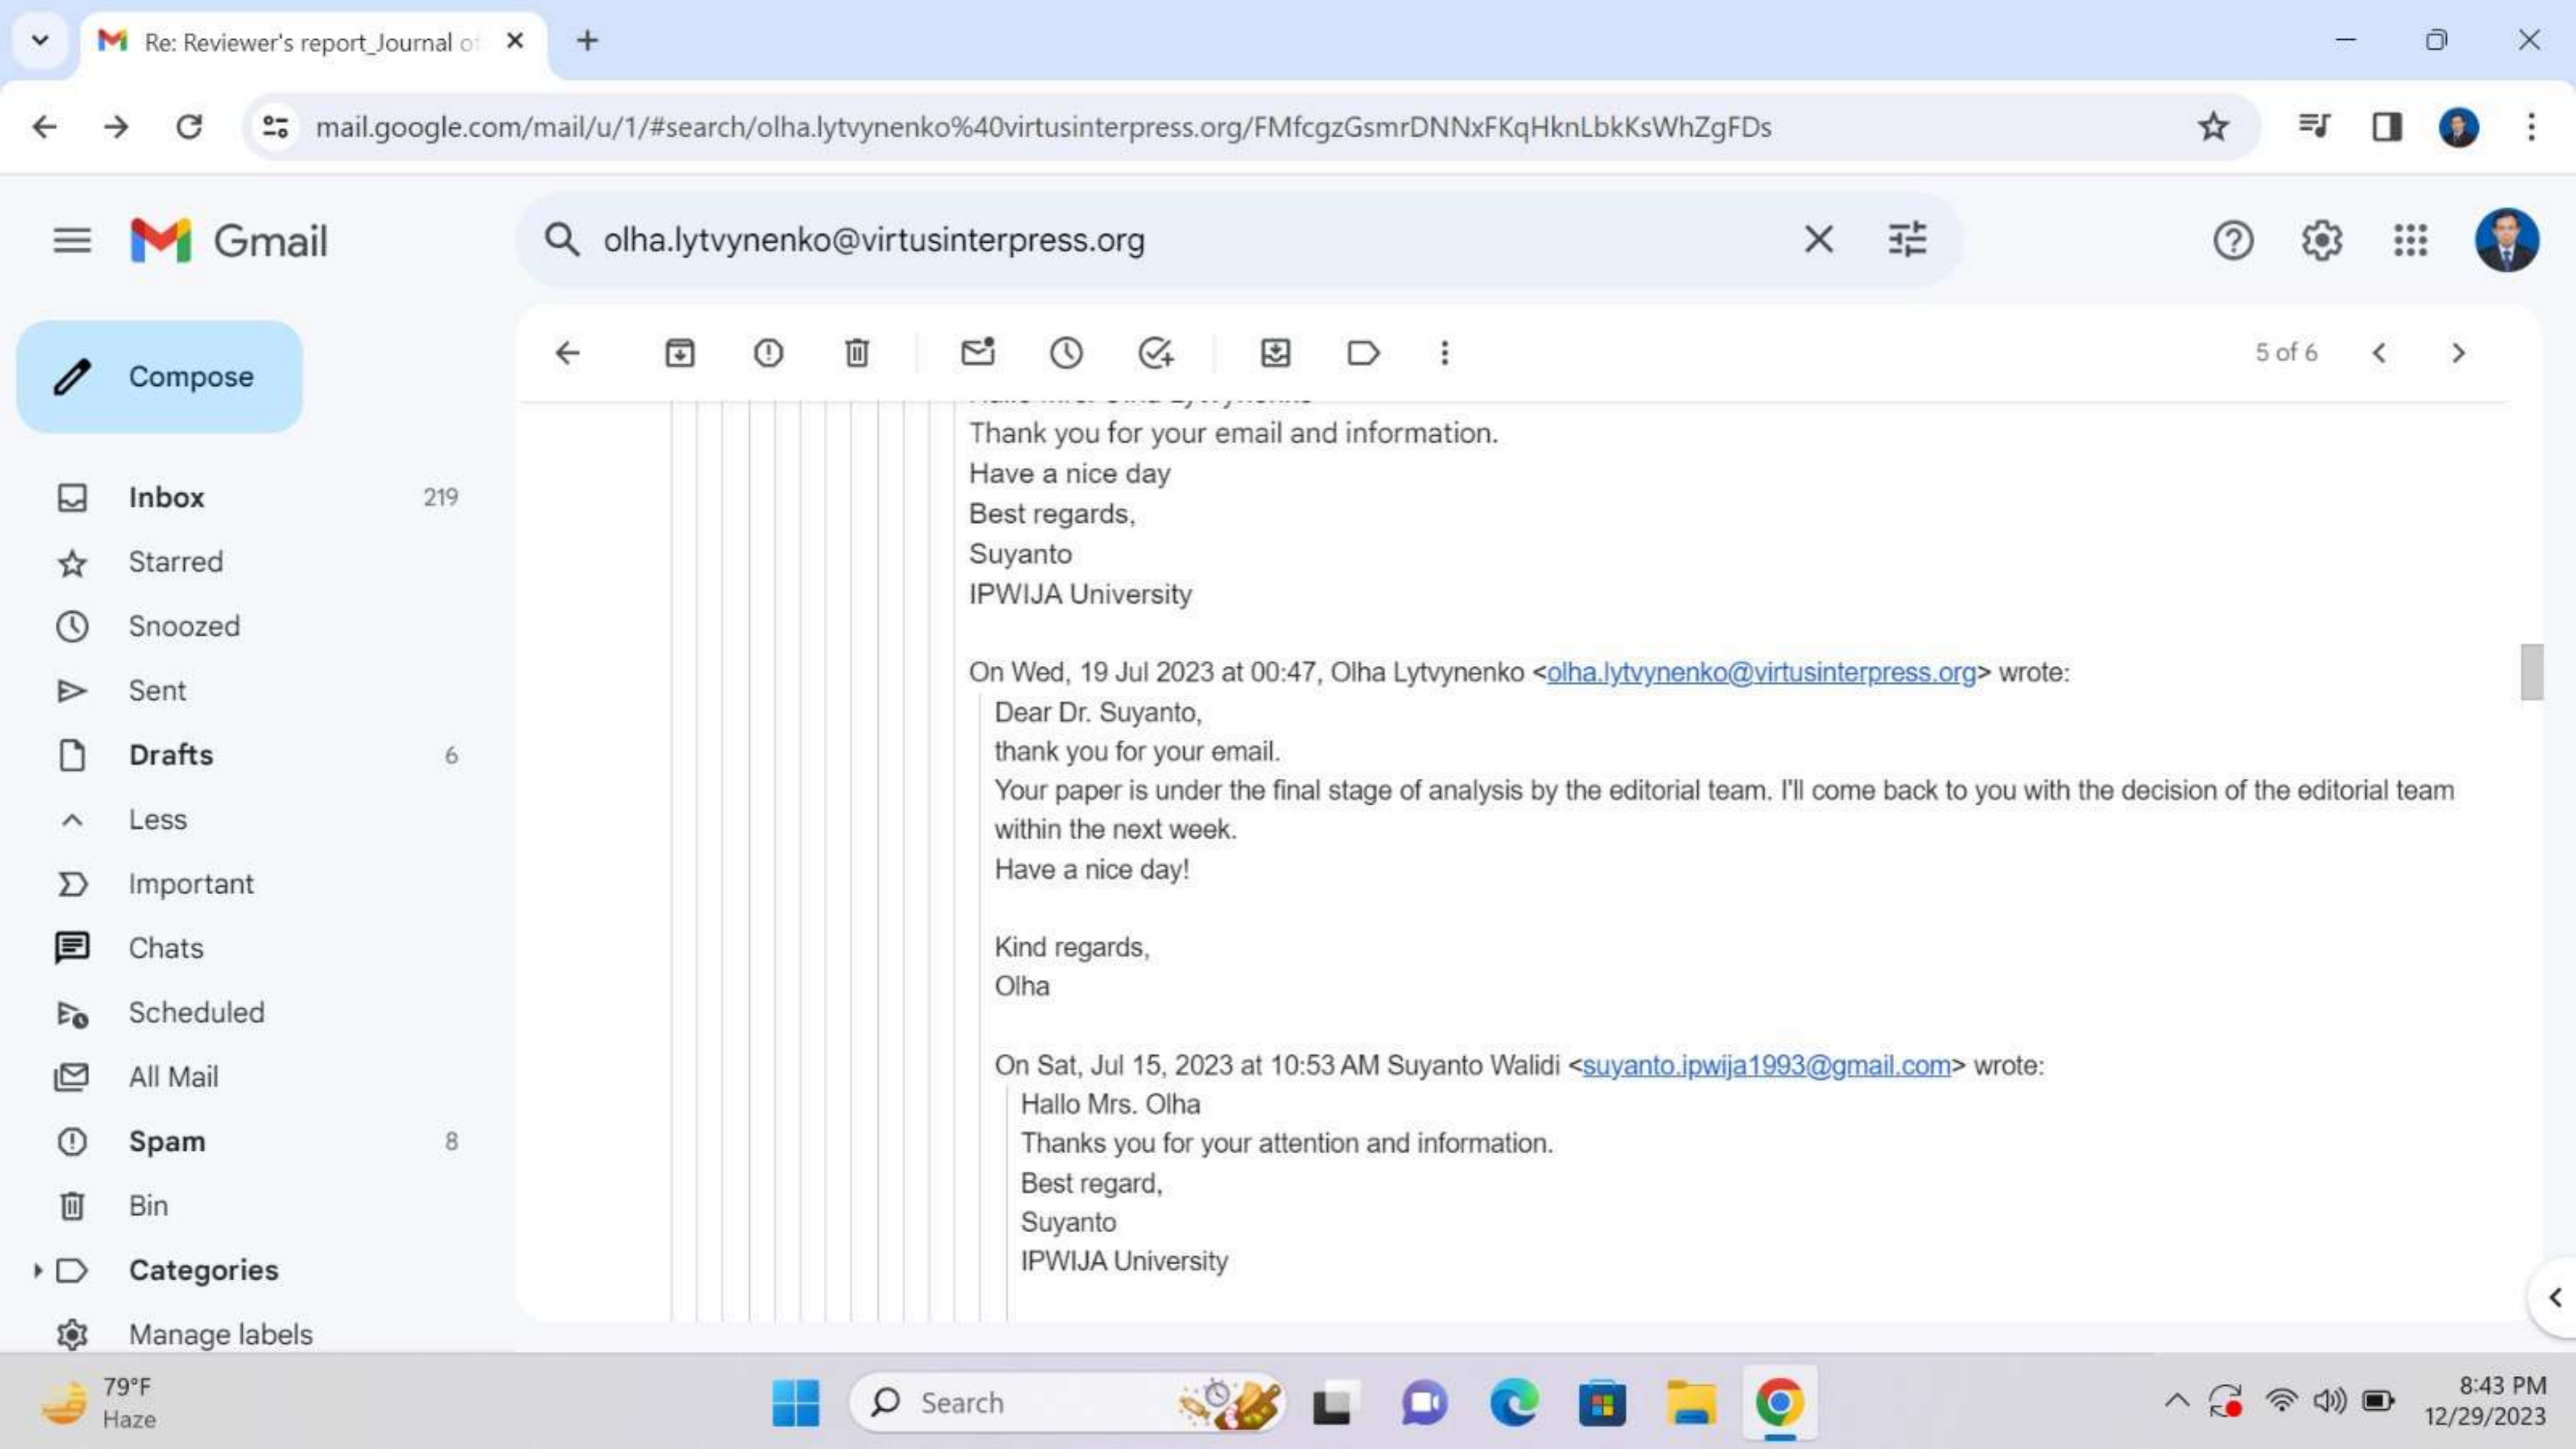 Re: Reviewer's report_Journal of
mail.google.com/mail/u/1/#search/olha.lytvynenko%40virtusinterpress.org/FMfcgzGsmrDNNxFKqHknLbkKsWhZgFDs
Gmail
olha.lytvynenko@virtusinterpress.org
Compose
5 of 6
Inbox 219
Starred
Snoozed
Sent
Drafts 6
Less
Important
Chats
Scheduled
All Mail
Spam 8
Bin
Categories
Manage labels
Thank you for your email and information.
Have a nice day
Best regards,
Suyanto
IPWIJA University
On Wed, 19 Jul 2023 at 00:47, Olha Lytvynenko <olha.lytvynenko@virtusinterpress.org> wrote:
Dear Dr. Suyanto,
thank you for your email.
Your paper is under the final stage of analysis by the editorial team. I'll come back to you with the decision of the editorial team
within the next week.
Have a nice day!
Kind regards,
Olha
On Sat, Jul 15, 2023 at 10:53 AM Suyanto Walidi <suyanto.ipwija1993@gmail.com> wrote:
Hallo Mrs. Olha
Thanks you for your attention and information.
Best regard,
Suyanto
IPWIJA University
79°F
Haze
Search
8:43 PM
12/29/2023